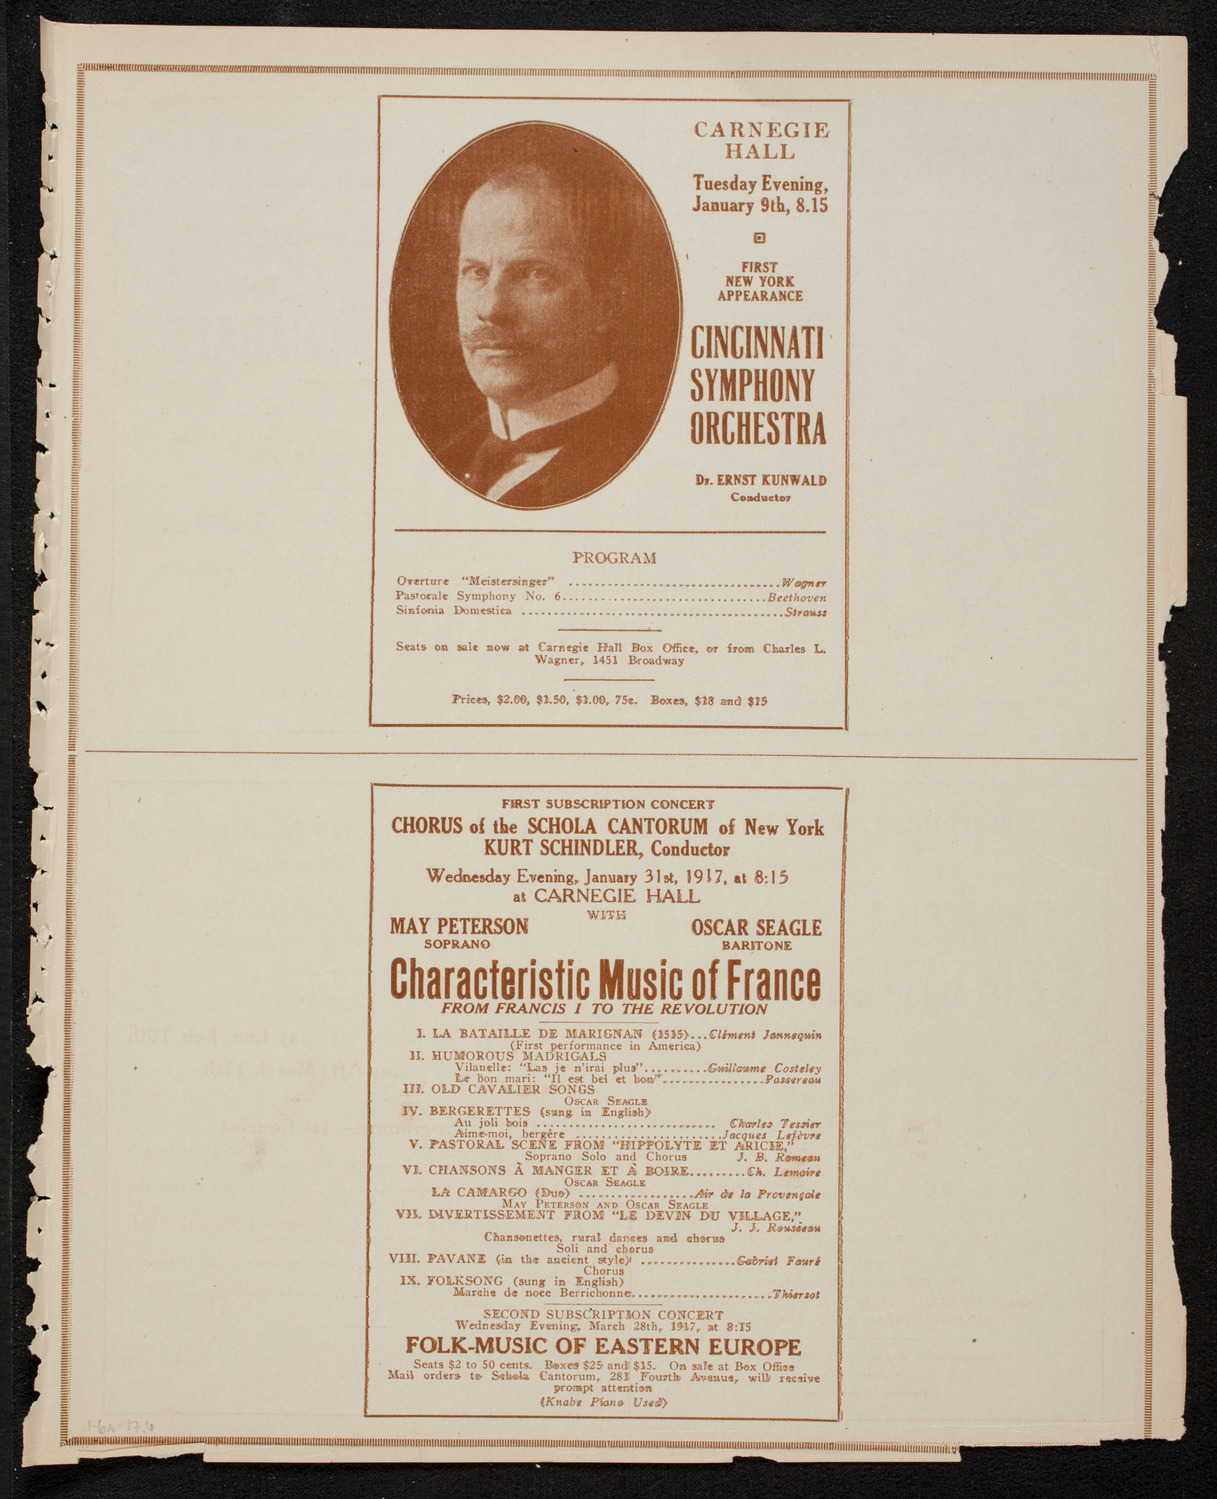 CARNEGIE
HALL
Tuesday Evening,
January 9th, 8.15
FIRST
NEW YORK
APPEARANCE
CINCINNATI
SYMPHONY
ORCHESTRA
Dr. ERNST KUNWALD
Conductor
PROGRAM
Overture "Meistersinger" ..............................Wagner
Pastorale Symphony No. 6.............................Beethoven
Sinfonia Domestica .....................................Strauss
Seats on sale now at Carnegie Hall Box Office, or from Charles L.
Wagner, 1451 Broadway
Prices, $2.00, $1.50, $1.00, 75c. Boxes, $18 and $15
FIRST SUBSCRIPTION CONCERT
CHORUS of the SCHOLA CANTORUM of New York
KURT SCHINDLER, Conductor
Wednesday Evening, January 31st, 1917, at 8:15
at CARNEGIE HALL
WITH
MAY PETERSON OSCAR SEAGLE
SOPRANO BARITONE
Characteristic Music of France
FROM FRANCIS I TO THE REVOLUTION
I. LA BATAILLE DE MARIGNAN (1515)...Clément Jannequin
(First performance in America)
II. HUMOROUS MADRIGALS
Vilanelle: "Las je n'irai plus"..........Guillaume Costeley
Le bon mari: "Il est bel et bon"................Passereau
III. OLD CAVALIER SONGS
OSCAR SEAGLE
IV. BERGERETTES (sung in English)
Au joli bois ........................... Charles Tessier
Aime-moi, bergère ......................Jacques Lefèvre
V. PASTORAL SCENE FROM "HIPPOLYTE ET ARICIE,"
Soprano Solo and Chorus J. B. Rameau
VI. CHANSONS À MANGER ET À BOIRE.........Ch. Lemaire
OSCAR SEAGLE
LA CAMARGO (Duo) ..................Air de la Provençale
MAY PETERSON AND OSCAR SEAGLE
VII. DIVERTISSEMENT FROM "LE DEVIN DU VILLAGE,"
J. J. Rousseau
Chansonettes, rural dances and chorus
Soli and chorus
VIII. PAVANE (in the ancient style) ...............Gabriel Fauré
Chorus
IX. FOLKSONG (sung in English)
Marche de noce Berrichonne.....................Thiersot
SECOND SUBSCRIPTION CONCERT
Wednesday Evening, March 28th, 1917, at 8:15
FOLK-MUSIC OF EASTERN EUROPE
Seats $2 to 50 cents. Boxes $25 and $15. On sale at Box Office
Mail orders to Schola Cantorum, 281 Fourth Avenue, will receive
prompt attention
(Knabe Piano Used)